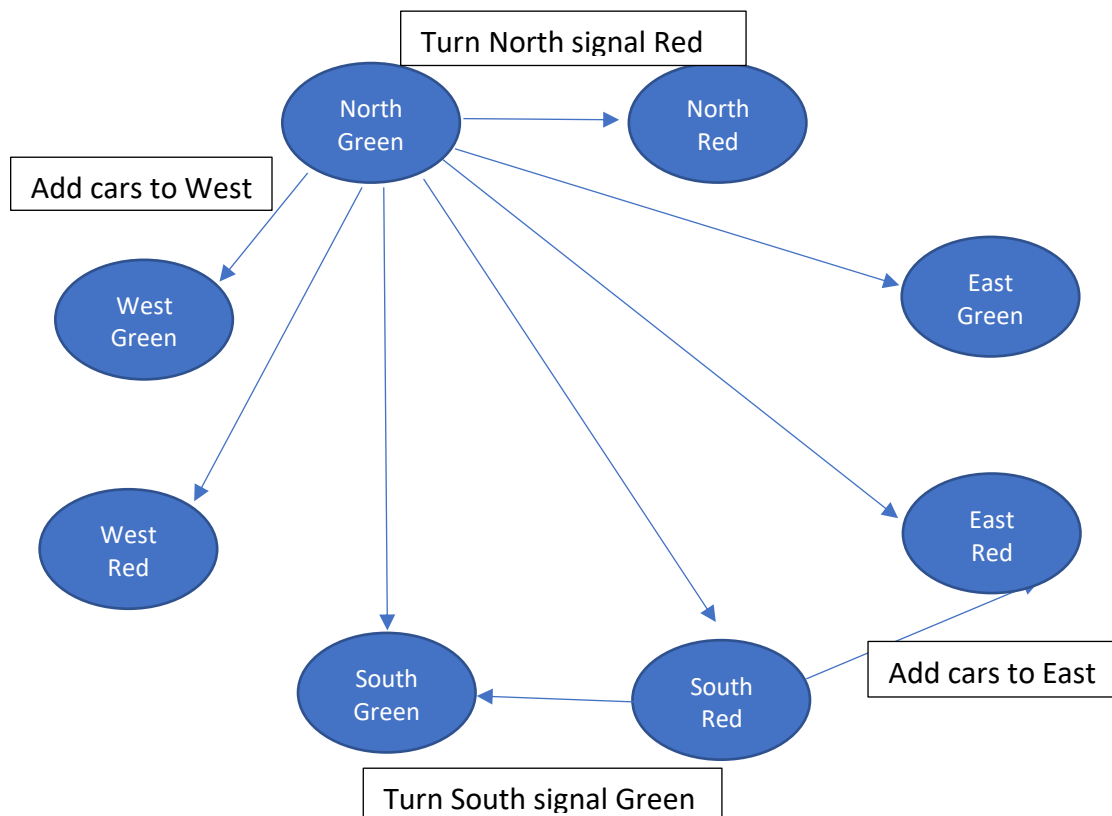 Turn North signal Red
North
Green
North
Red
Add cars to West
West
Green
East
Green
West
Red
East
Red
South
Green
South
Red
Add cars to East
Turn South signal Green